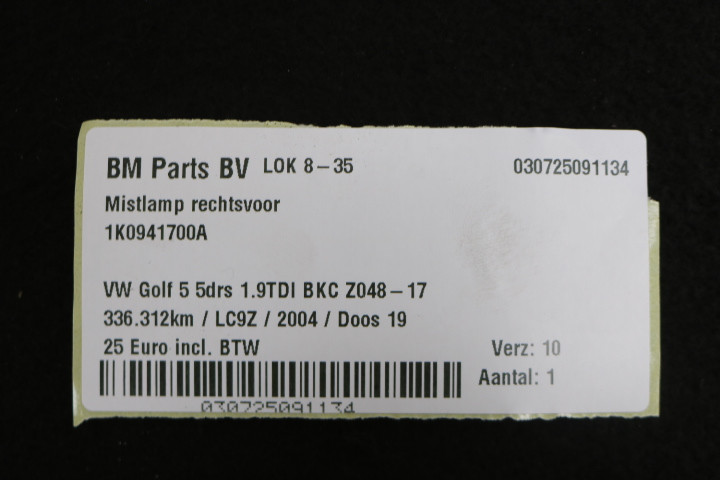 BM Parts BV LOK 8-35 030725091134
Mistlamp rechtsvoor
1K0941700A
VW Golf 5 5drs 1.9TDI BKC Z048-17
336.312km / LC9Z / 2004 / Doos 19
25 Euro incl. BTW Verz: 10
Aantal: 1
030725091134